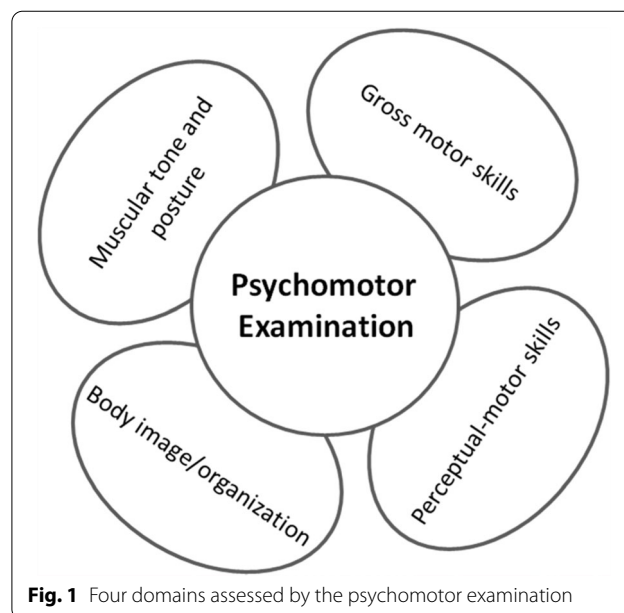 Muscular tone and
posture
Gross motor skills
Psychomotor
Examination
Body image/organization
Perceptual-motor skills
Fig. 1 Four domains assessed by the psychomotor examination